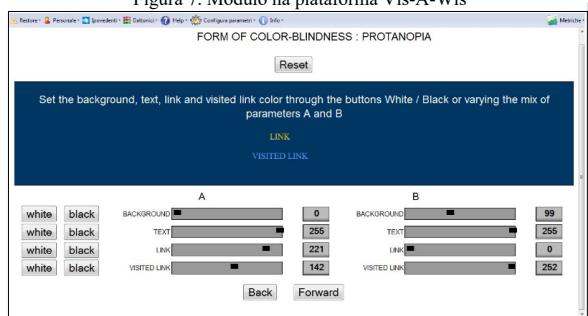 Figura 7. Módulo na plataforma Vis-A-Wis
Restore Personale Ipovedenti Daltonici Help Configura parametri Info Metriche
FORM OF COLOR-BLINDNESS : PROTANOPIA
Reset
Set the background, text, link and visited link color through the buttons White / Black or varying the mix of
parameters A and B
LINK
VISITED LINK
A B
white black BACKGROUND 0 BACKGROUND 99
white black TEXT 255 TEXT 255
white black LINK 221 LINK 0
white black VISITED LINK 142 VISITED LINK 252
Back Forward